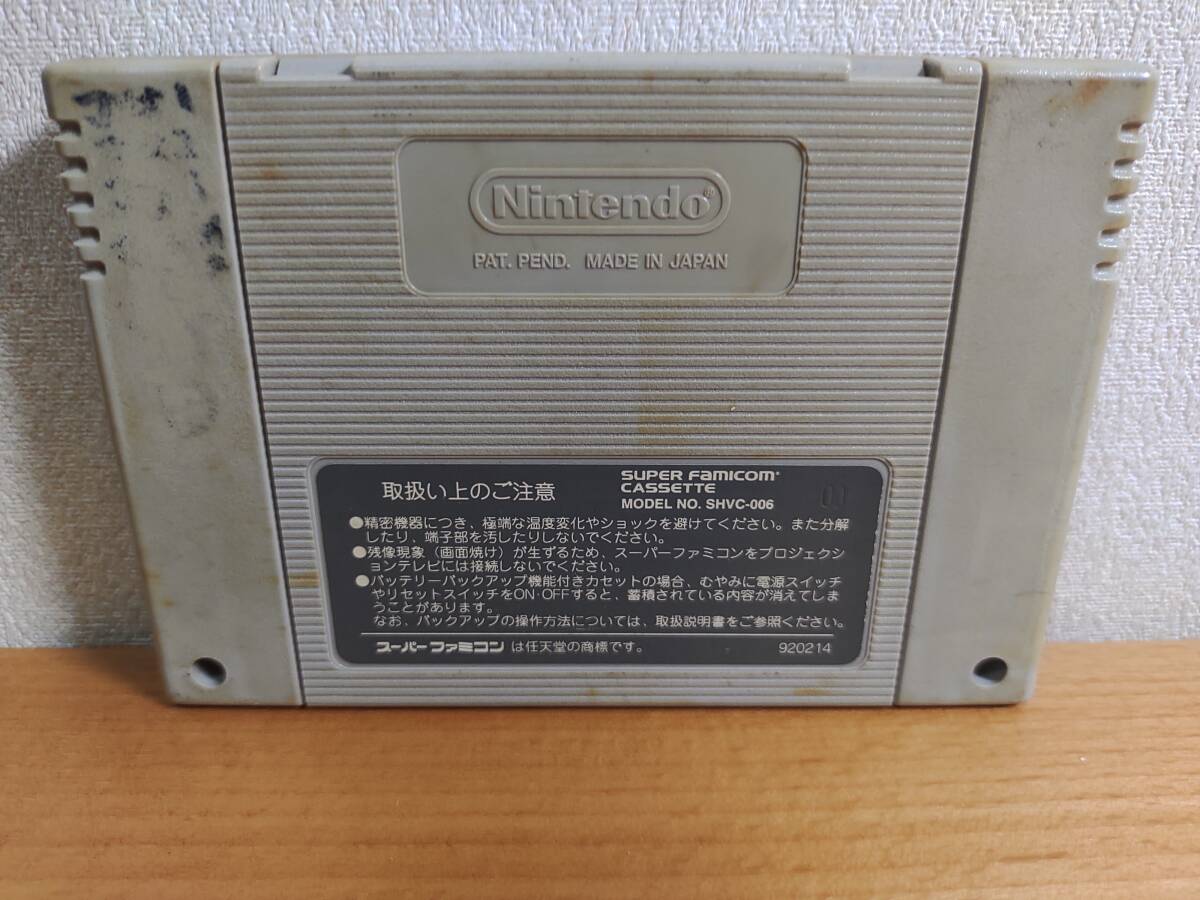 Nintendo®
PAT. PEND. MADE IN JAPAN
取扱い上のご注意
SUPER FAMICOM®
CASSETTE
MODEL NO. SHVC-006
01
●精密機器につき、極端な温度変化やショックを避けてください。また分解
したり、端子部を汚したりしないでください。
●残像現象（画面焼け）が生ずるため、スーパーファミコンをプロジェクシ
ョンテレビには接続しないでください。
●バッテリーバックアップ機能付きカセットの場合、むやみに電源スイッチ
やリセットスイッチをON・OFFすると、蓄積されている内容が消えてしま
うことがあります。
なお、バックアップの操作方法については、取扱説明書をご参照ください。
スーパーファミコン は任天堂の商標です。
920214